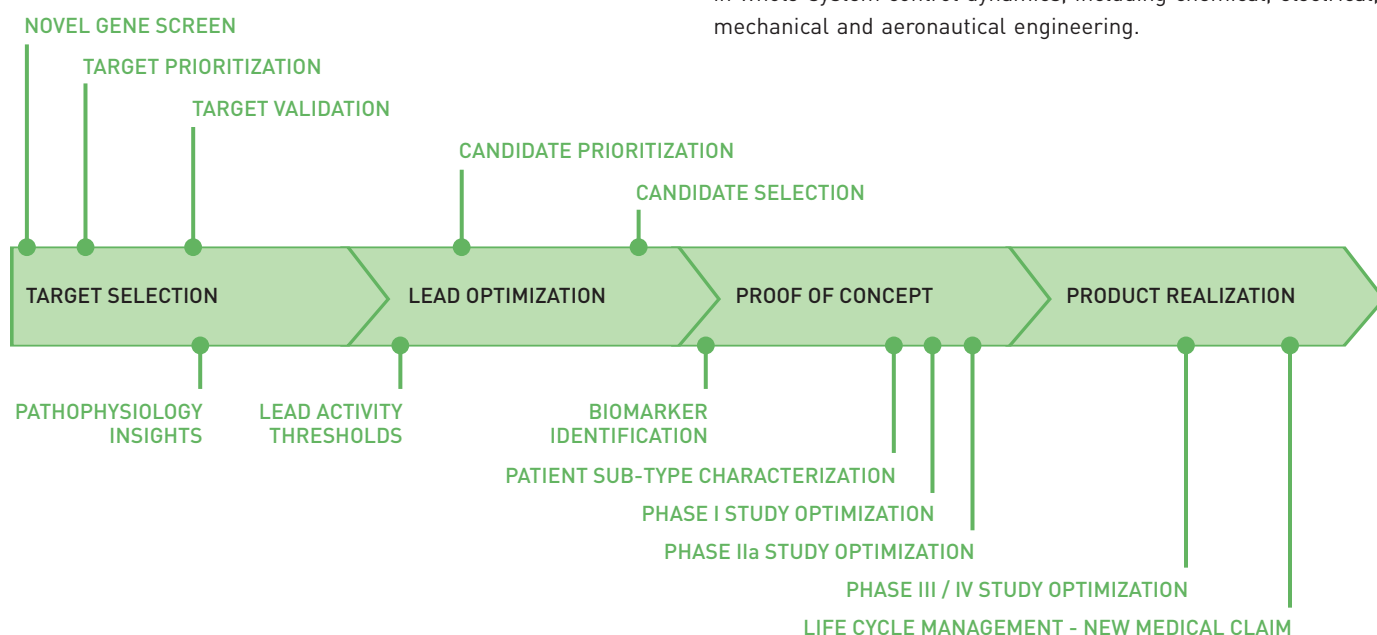 in whole-system control dynamics, including chemical, electrical,
mechanical and aeronautical engineering.
NOVEL GENE SCREEN
TARGET PRIORITIZATION
TARGET VALIDATION
CANDIDATE PRIORITIZATION
CANDIDATE SELECTION
TARGET SELECTION
LEAD OPTIMIZATION
PROOF OF CONCEPT
PRODUCT REALIZATION
PATHOPHYSIOLOGY
INSIGHTS
LEAD ACTIVITY
THRESHOLDS
BIOMARKER
IDENTIFICATION
PATIENT SUB-TYPE CHARACTERIZATION
PHASE I STUDY OPTIMIZATION
PHASE IIa STUDY OPTIMIZATION
PHASE III / IV STUDY OPTIMIZATION
LIFE CYCLE MANAGEMENT - NEW MEDICAL CLAIM